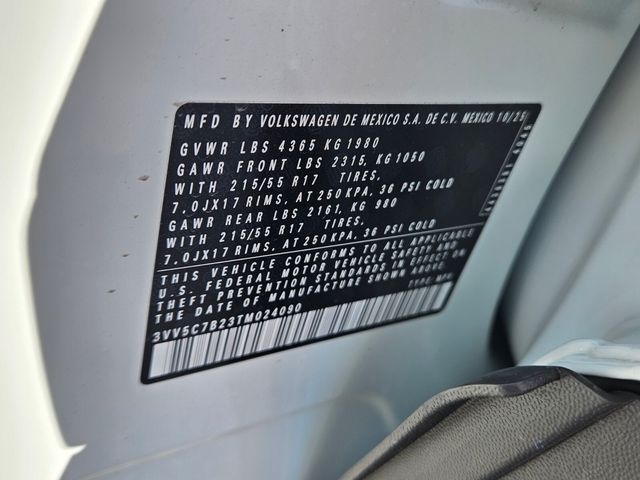 MFD BY VOLKSWAGEN DE MEXICO S.A. DE C.V. MEXICO 10/25
GVWR LBS 4365 KG 1980
GAWR FRONT LBS 2315, KG 1050
WITH 215/55 R17 TIRES,
7,0JX17 RIMS, AT 250 KPA, 36 PSI COLD
GAWR REAR LBS 2161, KG 980
WITH 215/55 R17 TIRES,
7,0JX17 RIMS, AT 250 KPA, 36 PSI COLD
THIS VEHICLE CONFORMS TO ALL APPLICABLE
U.S. FEDERAL MOTOR VEHICLE SAFETY AND
THEFT PREVENTION STANDARDS IN EFFECT ON
THE DATE OF MANUFACTURE SHOWN ABOVE.
3VV5C7B23TM024090